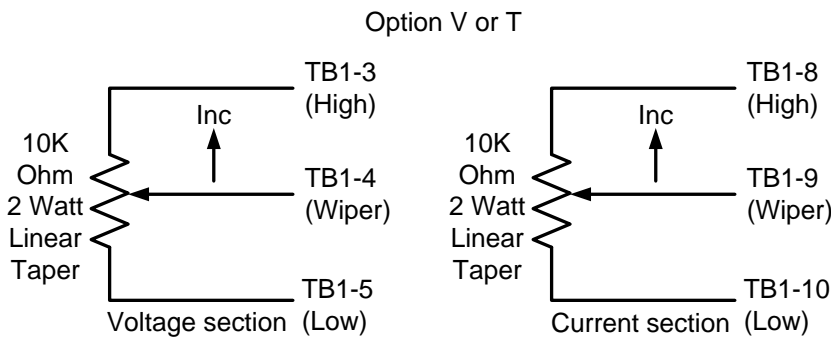 Option V or T
TB1-3
(High)
Inc
10K
Ohm
2 Watt
Linear
Taper
TB1-4
(Wiper)
TB1-5
(Low)
Voltage section
TB1-8
(High)
Inc
10K
Ohm
2 Watt
Linear
Taper
TB1-9
(Wiper)
TB1-10
(Low)
Current section